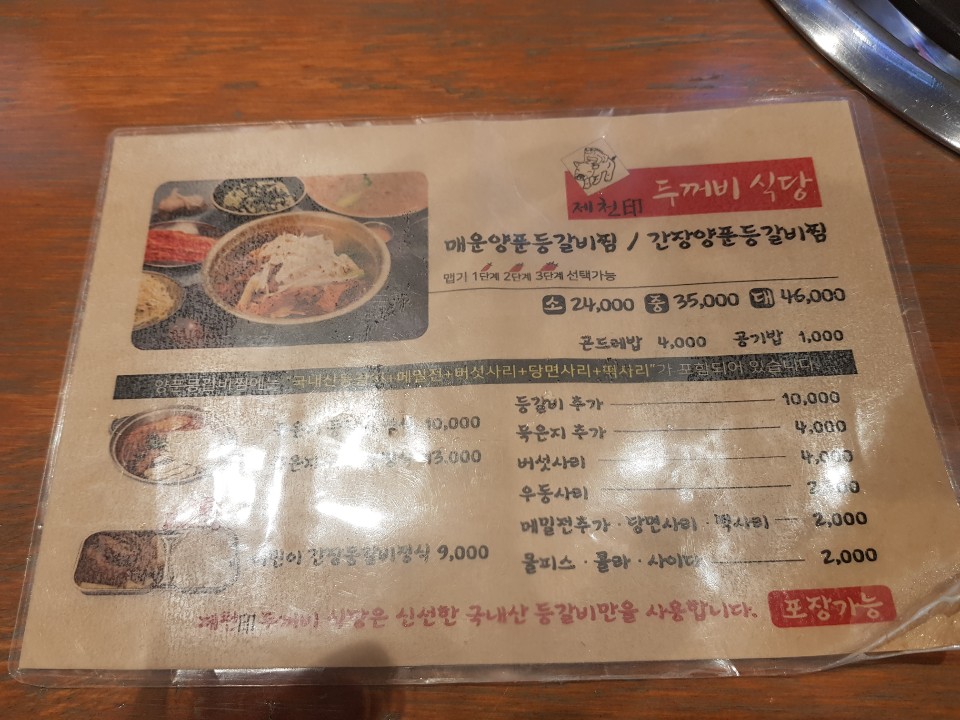 제천印 두꺼비 식당
매운양푼등갈비찜 / 간장양푼등갈비찜
맵기 1단계 2단계 3단계 선택가능
소 24,000 중 35,000 대 46,000
곤드레밥 4,000 공기밥 1,000
메밀전+버섯사리+당면사리+떡사리"가 포함되어 있습니다.
10,000
13,000
간장등갈비정식 9,000
등갈비 추가 10,000
묵은지 추가 4,000
버섯사리 4,000
우동사리
메밀전추가 · 당면사리 · 떡사리 2,000
쿨피스 · 콜라 · 사이다 2,000
제천印 두꺼비 식당은 신선한 국내산 등갈비만을 사용합니다.
포장가능